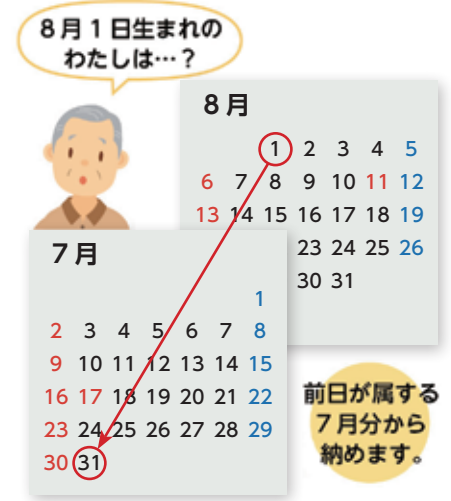 8月1日生まれの
わたしは…？
8月
1 2 3 4 5
6 7 8 9 10 11 12
13 14 15 16 17 18 19
23 24 25 26
30 31
7月
1
2 3 4 5 6 7 8
9 10 11 12 13 14 15
16 17 18 19 20 21 22
23 24 25 26 27 28 29
30 31
前日が属する
7月分から
納めます。